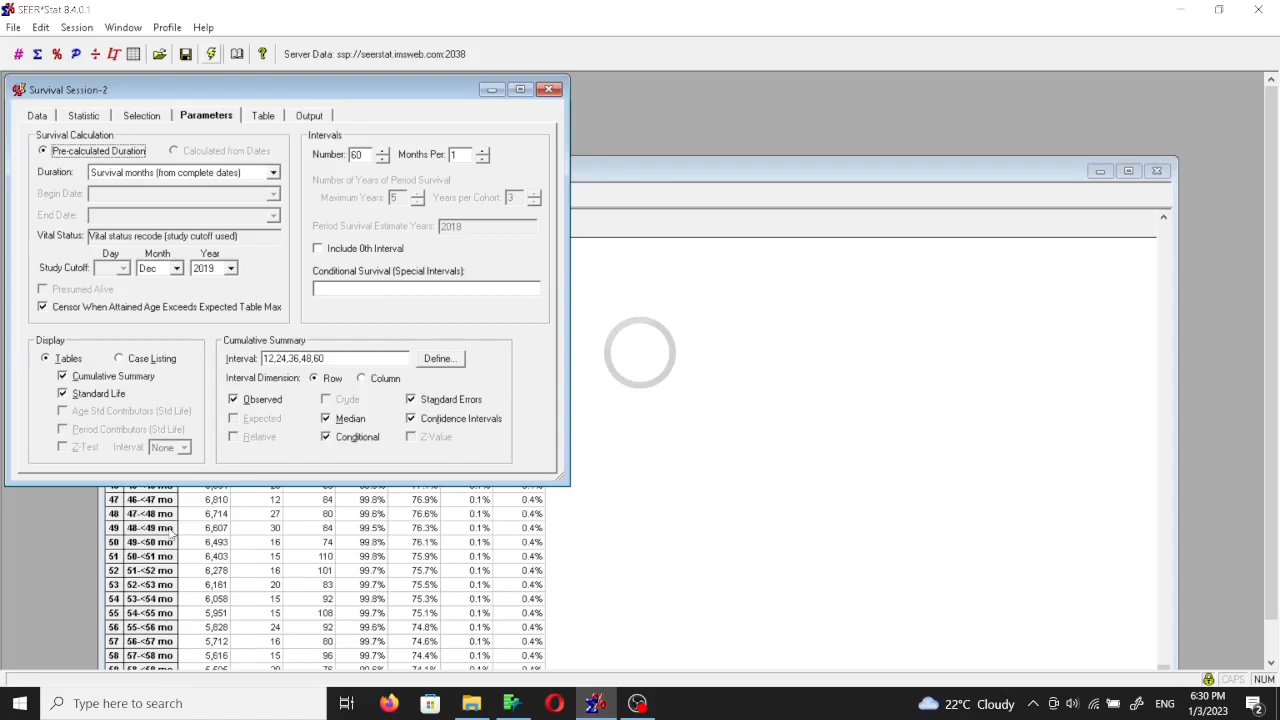 SEER*Stat 8.4.0.1
File Edit Session Window Profile Help
Server Data: ssp://seerstat.imsweb.com:2038
Survival Session-2
Data Statistic Selection Parameters Table Output
Survival Calculation
Pre-calculated Duration Calculated from Dates
Duration: Survival months (from complete dates)
Begin Date:
End Date:
Vital Status: Vital status recode (study cutoff used)
Day Month Year
Study Cutoff: Dec 2019
Presumed Alive
Censor When Attained Age Exceeds Expected Table Max
Intervals
Number: 60 Months Per: 1
Number of Years of Period Survival
Maximum Years: 5 Years per Cohort: 3
Period Survival Estimate Years: 2018
Include 0th Interval
Conditional Survival (Special Intervals):
Display
Tables Case Listing
Cumulative Summary
Standard Life
Age Std Contributors (Std Life)
Period Contributors (Std Life)
Z-Test Interval: None
Cumulative Summary
Interval: 12,24,36,48,60 Define...
Interval Dimension: Row Column
Observed Crude Standard Errors
Expected Median Confidence Intervals
Relative Conditional Z-Value
47 46-<47 mo 6,810 12 84 99.8% 76.9% 0.1% 0.4%
48 47-<48 mo 6,714 27 80 99.6% 76.6% 0.1% 0.4%
49 48-<49 mo 6,607 30 84 99.5% 76.3% 0.1% 0.4%
50 49-<50 mo 6,493 16 74 99.8% 76.1% 0.1% 0.4%
51 50-<51 mo 6,403 15 110 99.8% 75.9% 0.1% 0.4%
52 51-<52 mo 6,278 16 101 99.7% 75.7% 0.1% 0.4%
53 52-<53 mo 6,161 20 83 99.7% 75.5% 0.1% 0.4%
54 53-<54 mo 6,058 15 92 99.8% 75.3% 0.1% 0.4%
55 54-<55 mo 5,951 15 108 99.7% 75.1% 0.1% 0.4%
56 55-<56 mo 5,828 24 92 99.6% 74.8% 0.1% 0.4%
57 56-<57 mo 5,712 16 80 99.7% 74.6% 0.1% 0.4%
58 57-<58 mo 5,616 15 96 99.7% 74.4% 0.1% 0.4%
CAPS NUM
Type here to search
22°C Cloudy
ENG
6:30 PM
1/3/2023
2